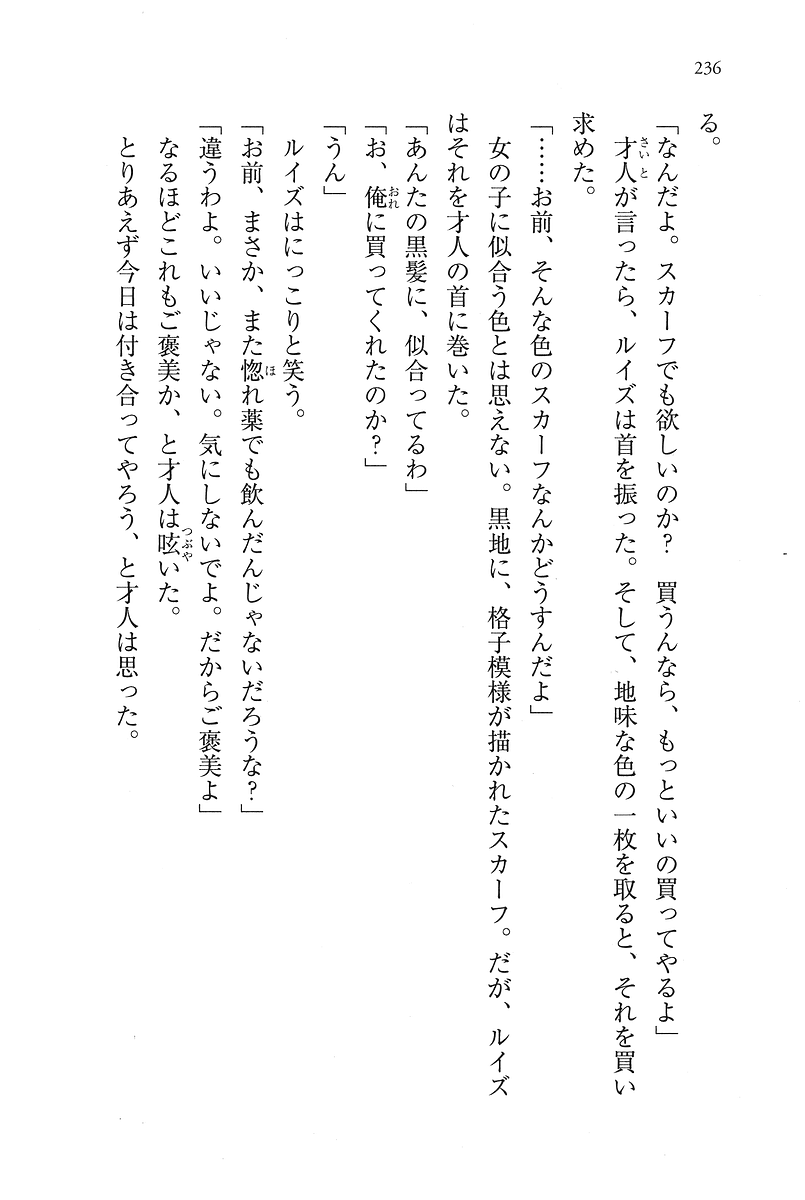 236
る。
「なんだよ。スカーフでも欲しいのか？　買うんなら、もっといいの買ってやるよ」
　才人が言ったら、ルイズは首を振った。そして、地味な色の一枚を取ると、それを買い
求めた。
「……お前、そんな色のスカーフなんかどうすんだよ」
　女の子に似合う色とは思えない。黒地に、格子模様が描かれたスカーフ。だが、ルイズ
はそれを才人の首に巻いた。
「あんたの黒髪に、似合ってるわ」
「お、俺に買ってくれたのか？」
「うん」
　ルイズはにっこりと笑う。
「お前、まさか、また惚れ薬でも飲んだんじゃないだろうな？」
「違うわよ。いいじゃない。気にしないでよ。だからご褒美よ」
　なるほどこれもご褒美か、と才人は呟いた。
　とりあえず今日は付き合ってやろう、と才人は思った。